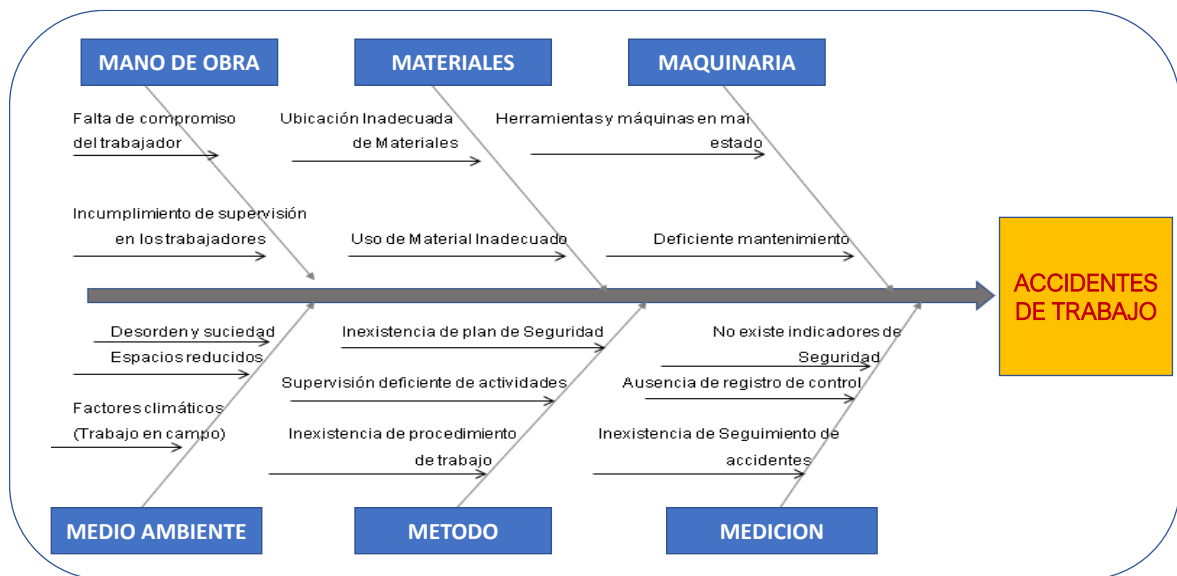 MANO DE OBRA
MATERIALES
MAQUINARIA
Falta de compromiso
del trabajador
Ubicación Inadecuada
de Materiales
Herramientas y máquinas en mal
estado
Incumplimiento de supervisión
en los trabajadores
Uso de Material Inadecuado
Deficiente mantenimiento
ACCIDENTES
DE TRABAJO
Desorden y suciedad
Espacios reducidos
Factores climáticos
(Trabajo en campo)
Inexistencia de plan de Seguridad
Supervisión deficiente de actividades
Inexistencia de procedimiento
de trabajo
No existe indicadores de
Seguridad
Ausencia de registro de control
Inexistencia de Seguimiento de
accidentes
MEDIO AMBIENTE
METODO
MEDICION